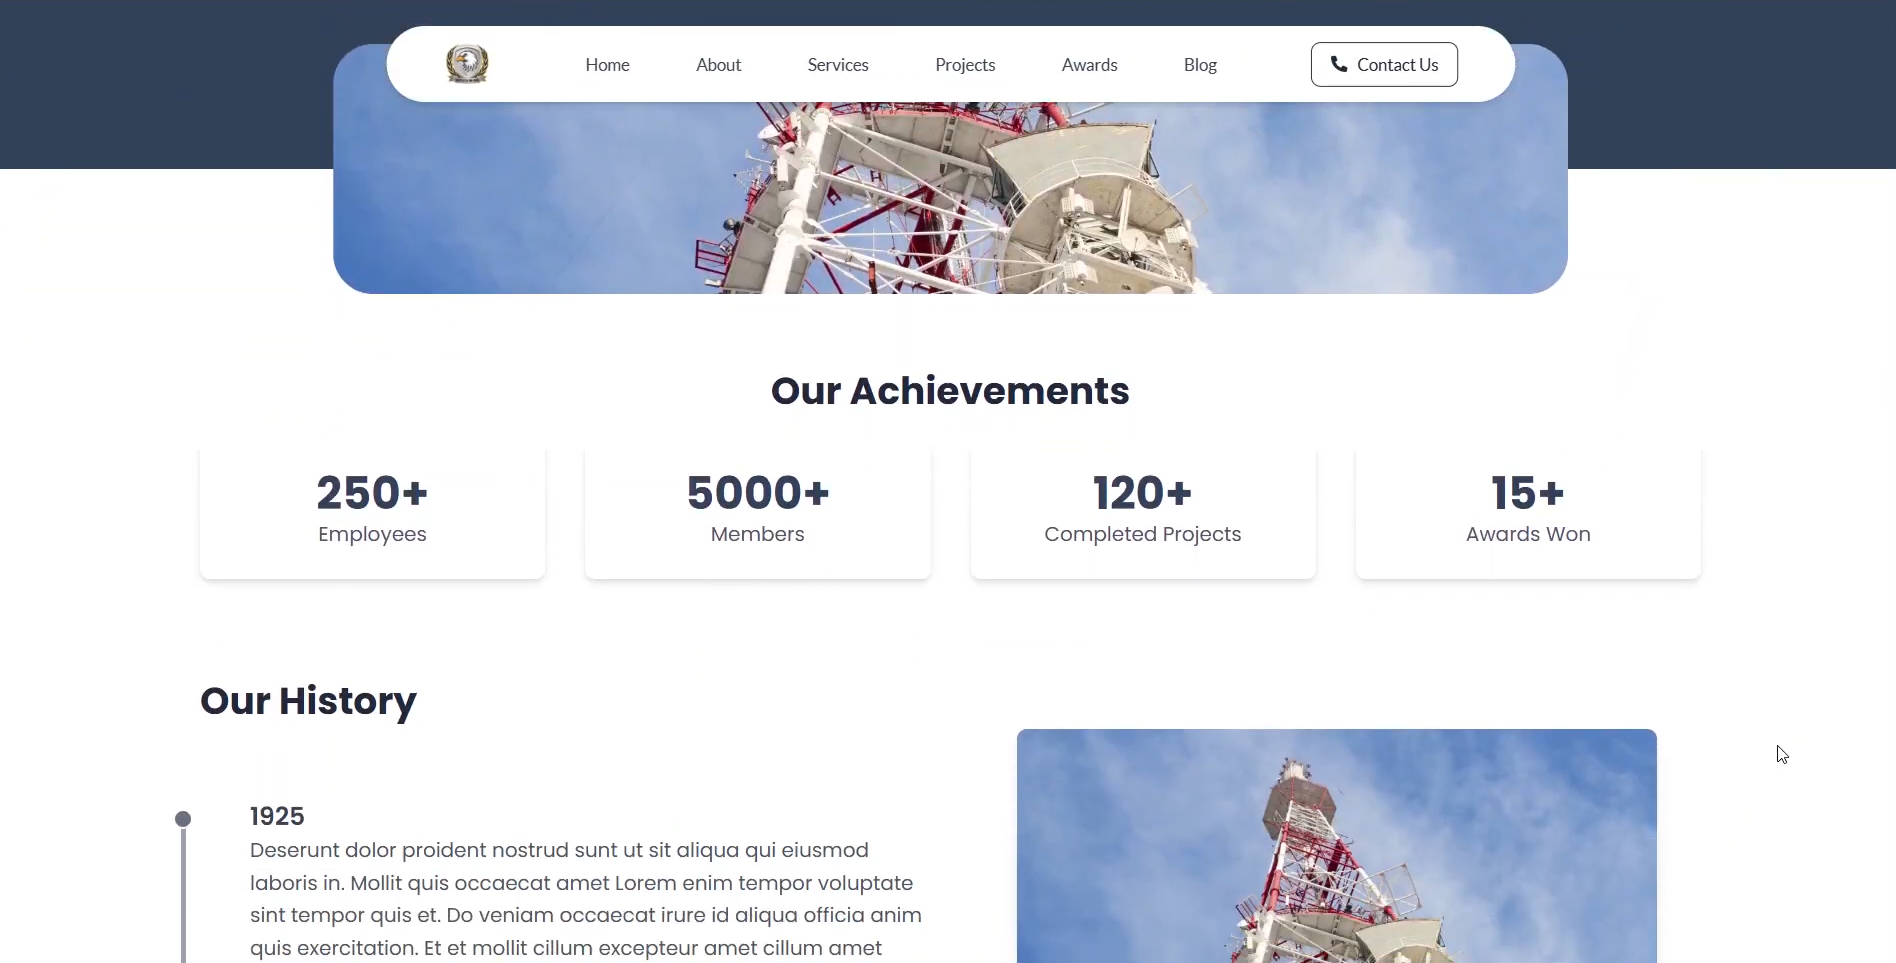 Home
About
Services
Projects
Awards
Blog
Contact Us
Our Achievements
250+
Employees
5000+
Members
120+
Completed Projects
15+
Awards Won
Our History
1925
Deserunt dolor proident nostrud sunt ut sit aliqua qui eiusmod
laboris in. Mollit quis occaecat amet Lorem enim tempor voluptate
sint tempor quis et. Do veniam occaecat irure id aliqua officia anim
quis exercitation. Et et mollit cillum excepteur amet cillum amet